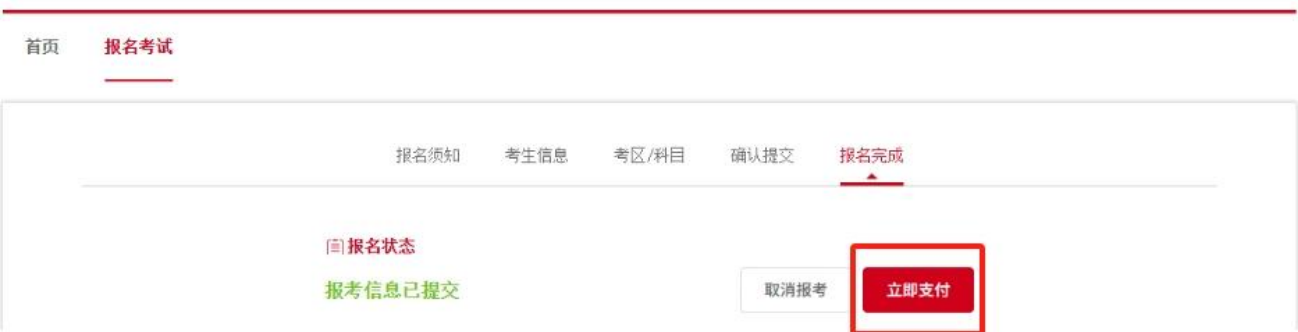 首页 报名考试
报名须知 考生信息 考区/科目 确认提交 报名完成
报名状态
报考信息已提交 取消报考 立即支付